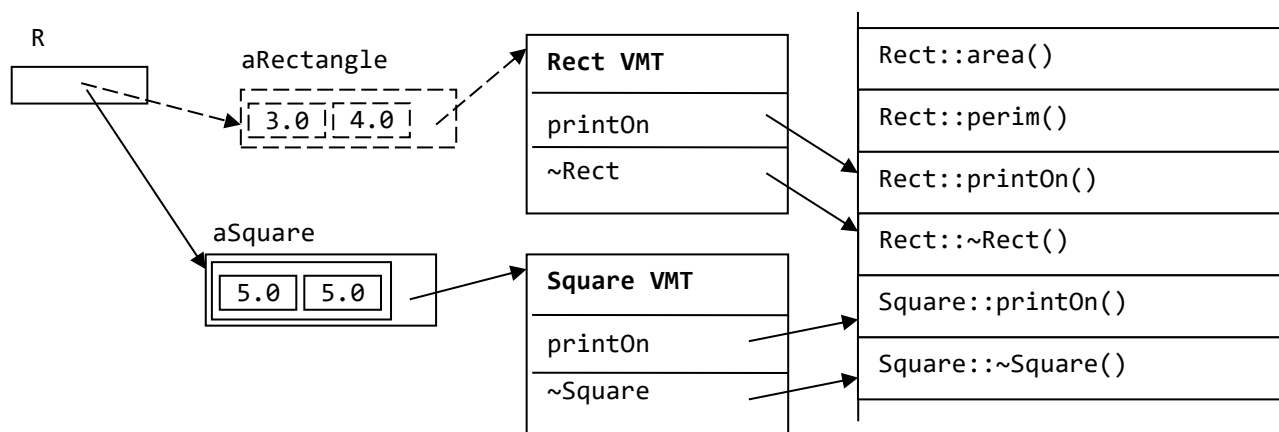 R
aRectangle
3.0 4.0
Rect VMT
printOn
~Rect
aSquare
5.0 5.0
Square VMT
printOn
~Square
Rect::area()
Rect::perim()
Rect::printOn()
Rect::~Rect()
Square::printOn()
Square::~Square()